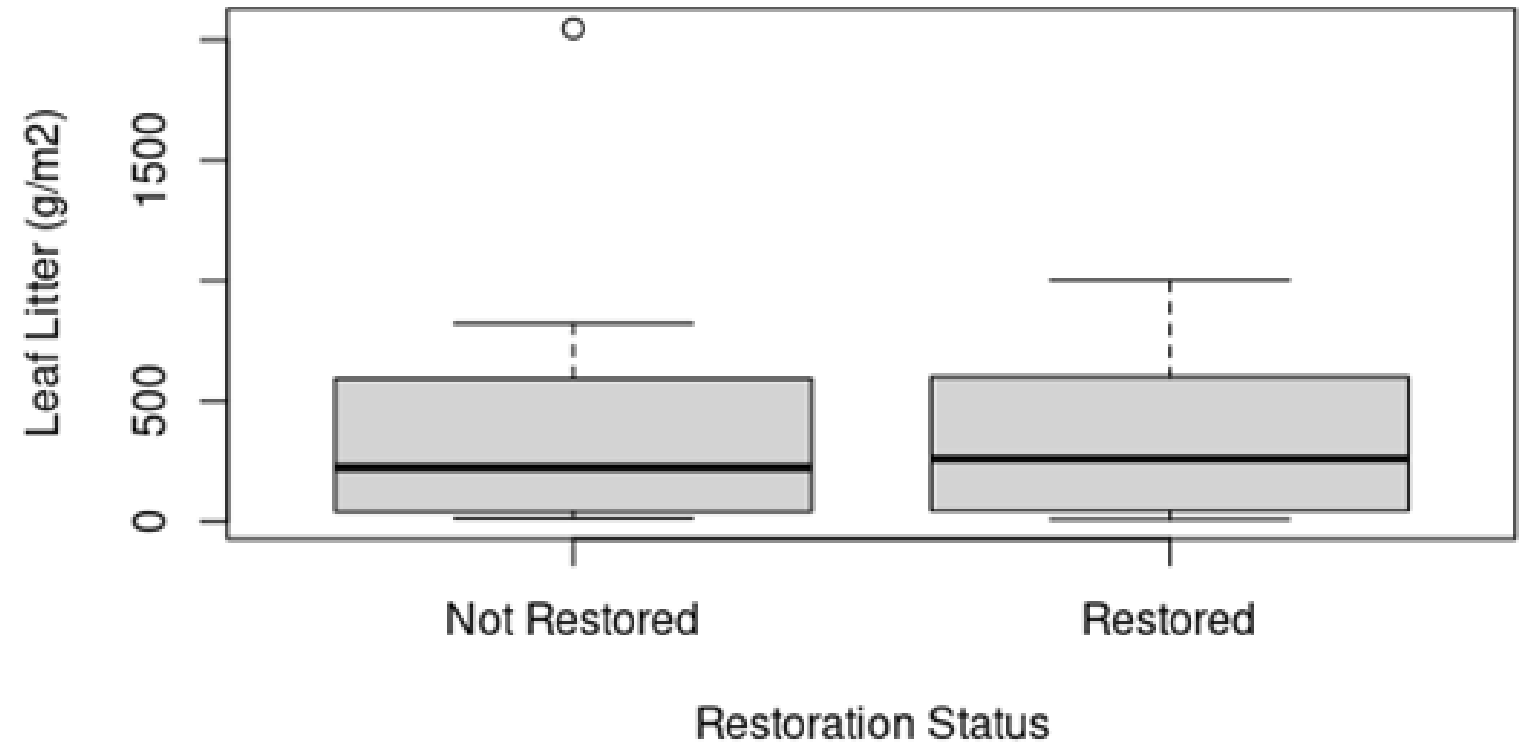 Leaf Litter (g/m2)
1500
500
0
Not Restored
Restored
Restoration Status